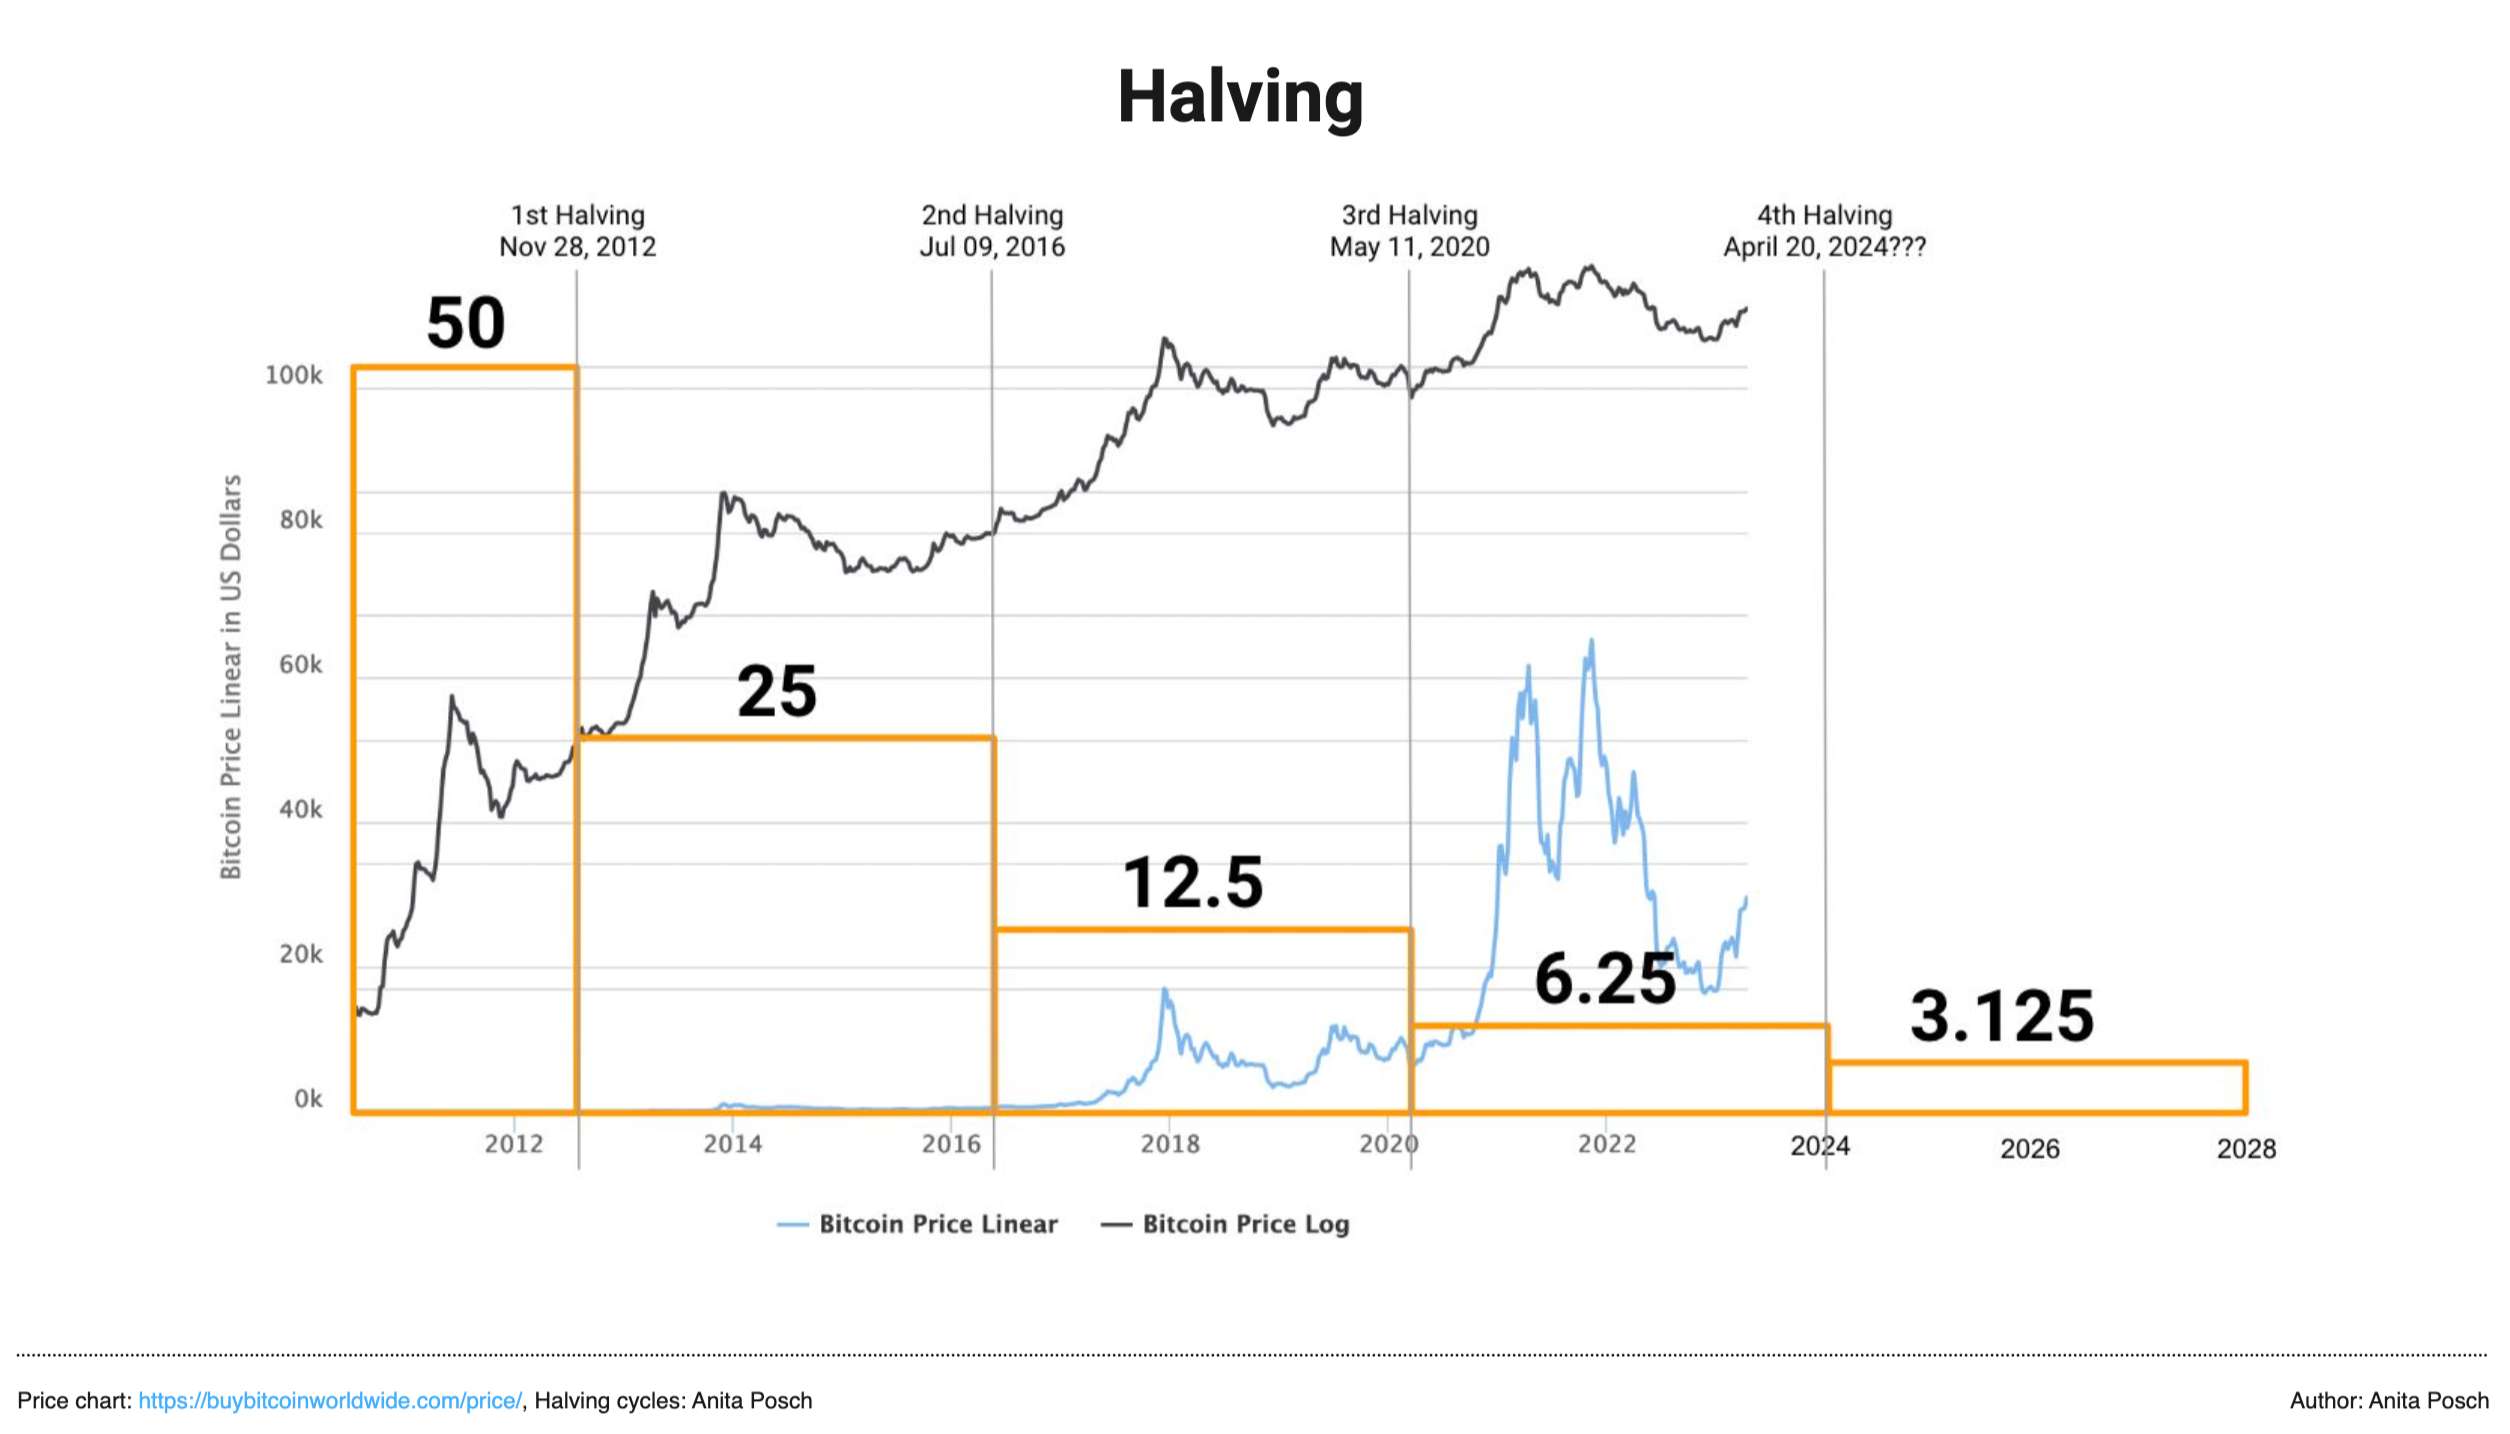 Halving
1st Halving
Nov 28, 2012
2nd Halving
Jul 09, 2016
3rd Halving
May 11, 2020
4th Halving
April 20, 2024???
50
25
12.5
6.25
3.125
Bitcoin Price Linear in US Dollars
100k
80k
60k
40k
20k
0k
2012 2014 2016 2018 2020 2022 2024 2026 2028
Bitcoin Price Linear Bitcoin Price Log
Price chart: https://buybitcoinworldwide.com/price/, Halving cycles: Anita Posch
Author: Anita Posch